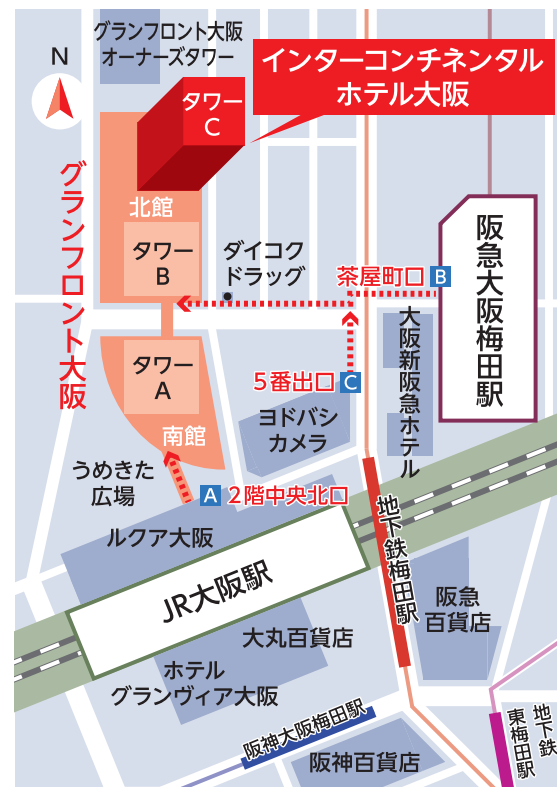 グランフロント大阪
オーナーズタワー
N
インターコンチネンタル
ホテル大阪
タワー
C
グランフロント大阪
北館
タワー
B
ダイコク
ドラッグ
茶屋町口
B
阪急大阪梅田駅
タワー
A
大阪新阪急ホテル
5番出口
C
ヨドバシ
カメラ
南館
うめきた
広場
A
2階中央北口
ルクア大阪
地下鉄梅田駅
JR大阪駅
阪急
百貨店
大丸百貨店
ホテル
グランヴィア大阪
阪神大阪梅田駅
阪神百貨店
地下鉄
東梅田駅